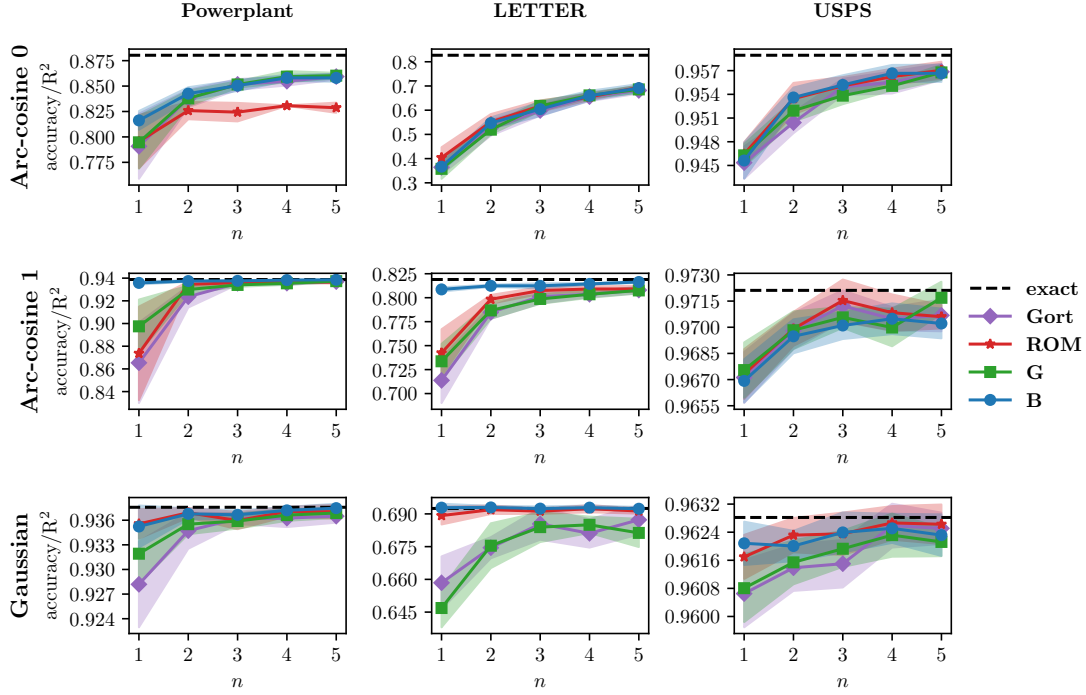 Powerplant LETTER USPS
Arc-cosine 0
accuracy/R²
0.875
0.850
0.825
0.800
0.775
1 2 3 4 5
n
0.8
0.7
0.6
0.5
0.4
0.3
1 2 3 4 5
n
0.957
0.954
0.951
0.948
0.945
1 2 3 4 5
n
Arc-cosine 1
accuracy/R²
0.94
0.92
0.90
0.88
0.86
0.84
1 2 3 4 5
n
0.825
0.800
0.775
0.750
0.725
0.700
1 2 3 4 5
n
0.9730
0.9715
0.9700
0.9685
0.9670
0.9655
1 2 3 4 5
n
exact
Gort
ROM
G
B
Gaussian
accuracy/R²
0.936
0.933
0.930
0.927
0.924
1 2 3 4 5
n
0.690
0.675
0.660
0.645
1 2 3 4 5
n
0.9632
0.9624
0.9616
0.9608
0.9600
1 2 3 4 5
n